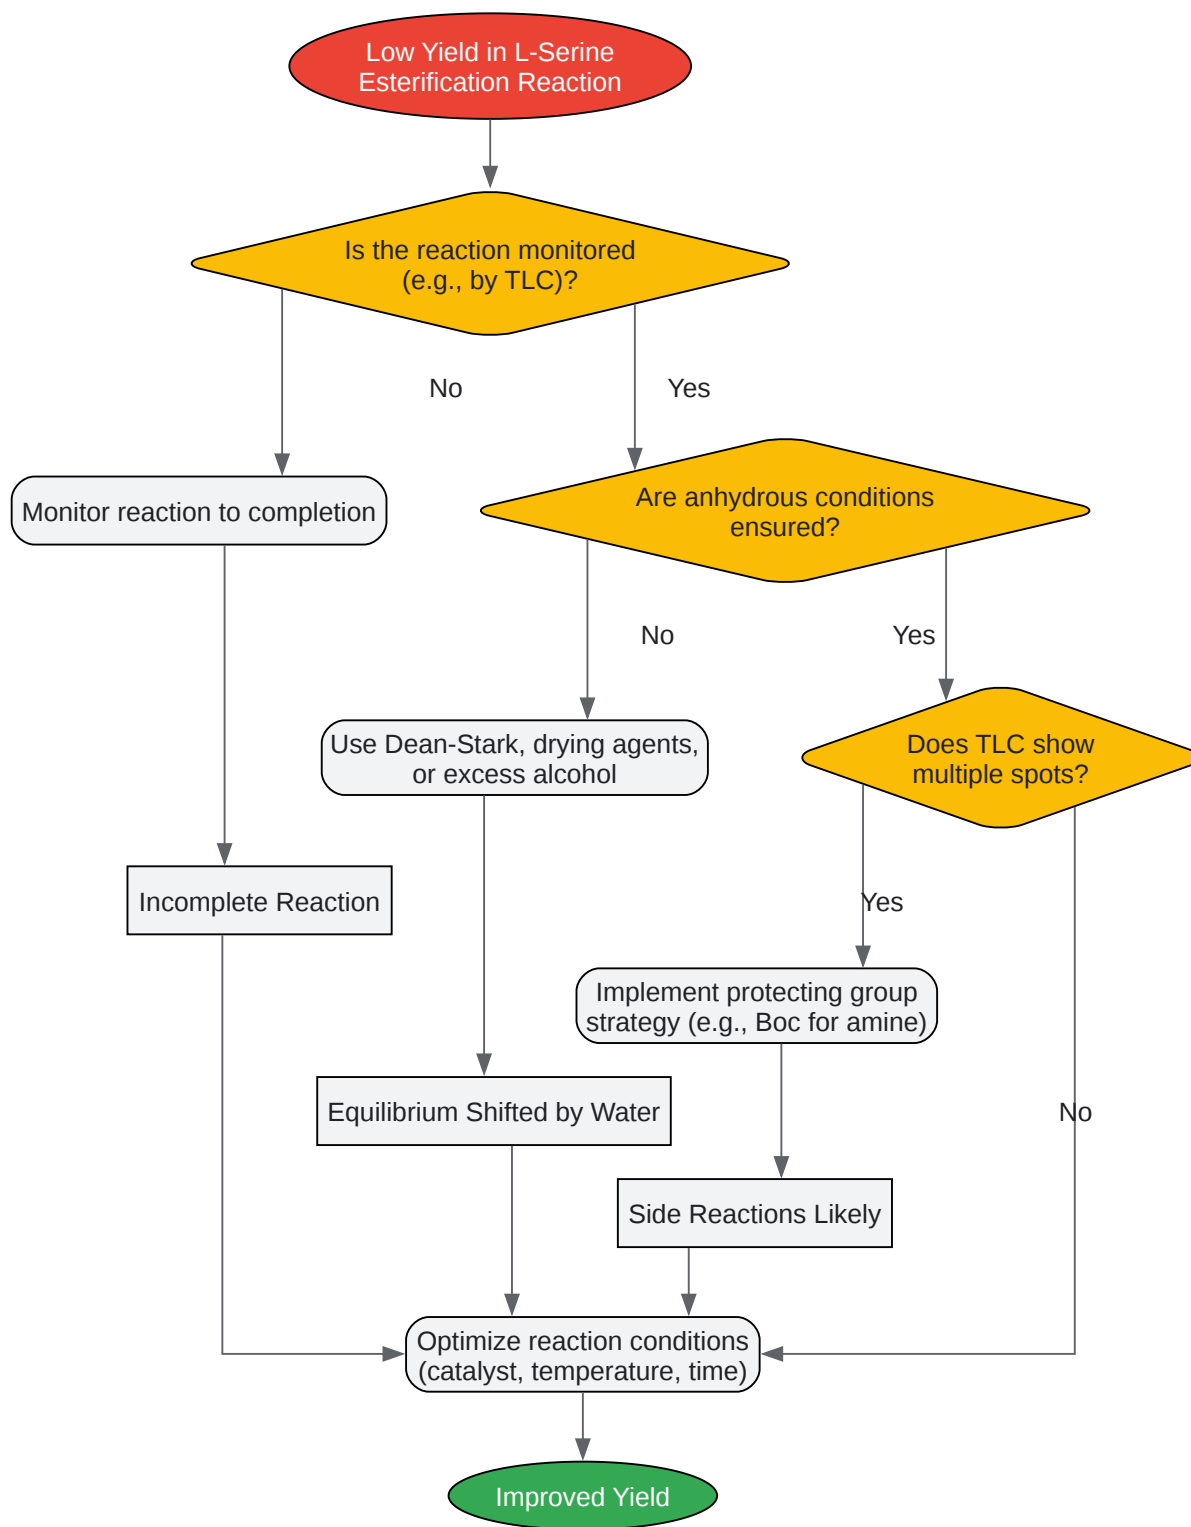 Low Yield in L-Serine
Esterification Reaction
Is the reaction monitored
(e.g., by TLC)?
No
Yes
Monitor reaction to completion
Are anhydrous conditions
ensured?
No
Yes
Use Dean-Stark, drying agents,
or excess alcohol
Does TLC show
multiple spots?
Incomplete Reaction
Yes
Implement protecting group
strategy (e.g., Boc for amine)
Equilibrium Shifted by Water
No
Side Reactions Likely
Optimize reaction conditions
(catalyst, temperature, time)
Improved Yield